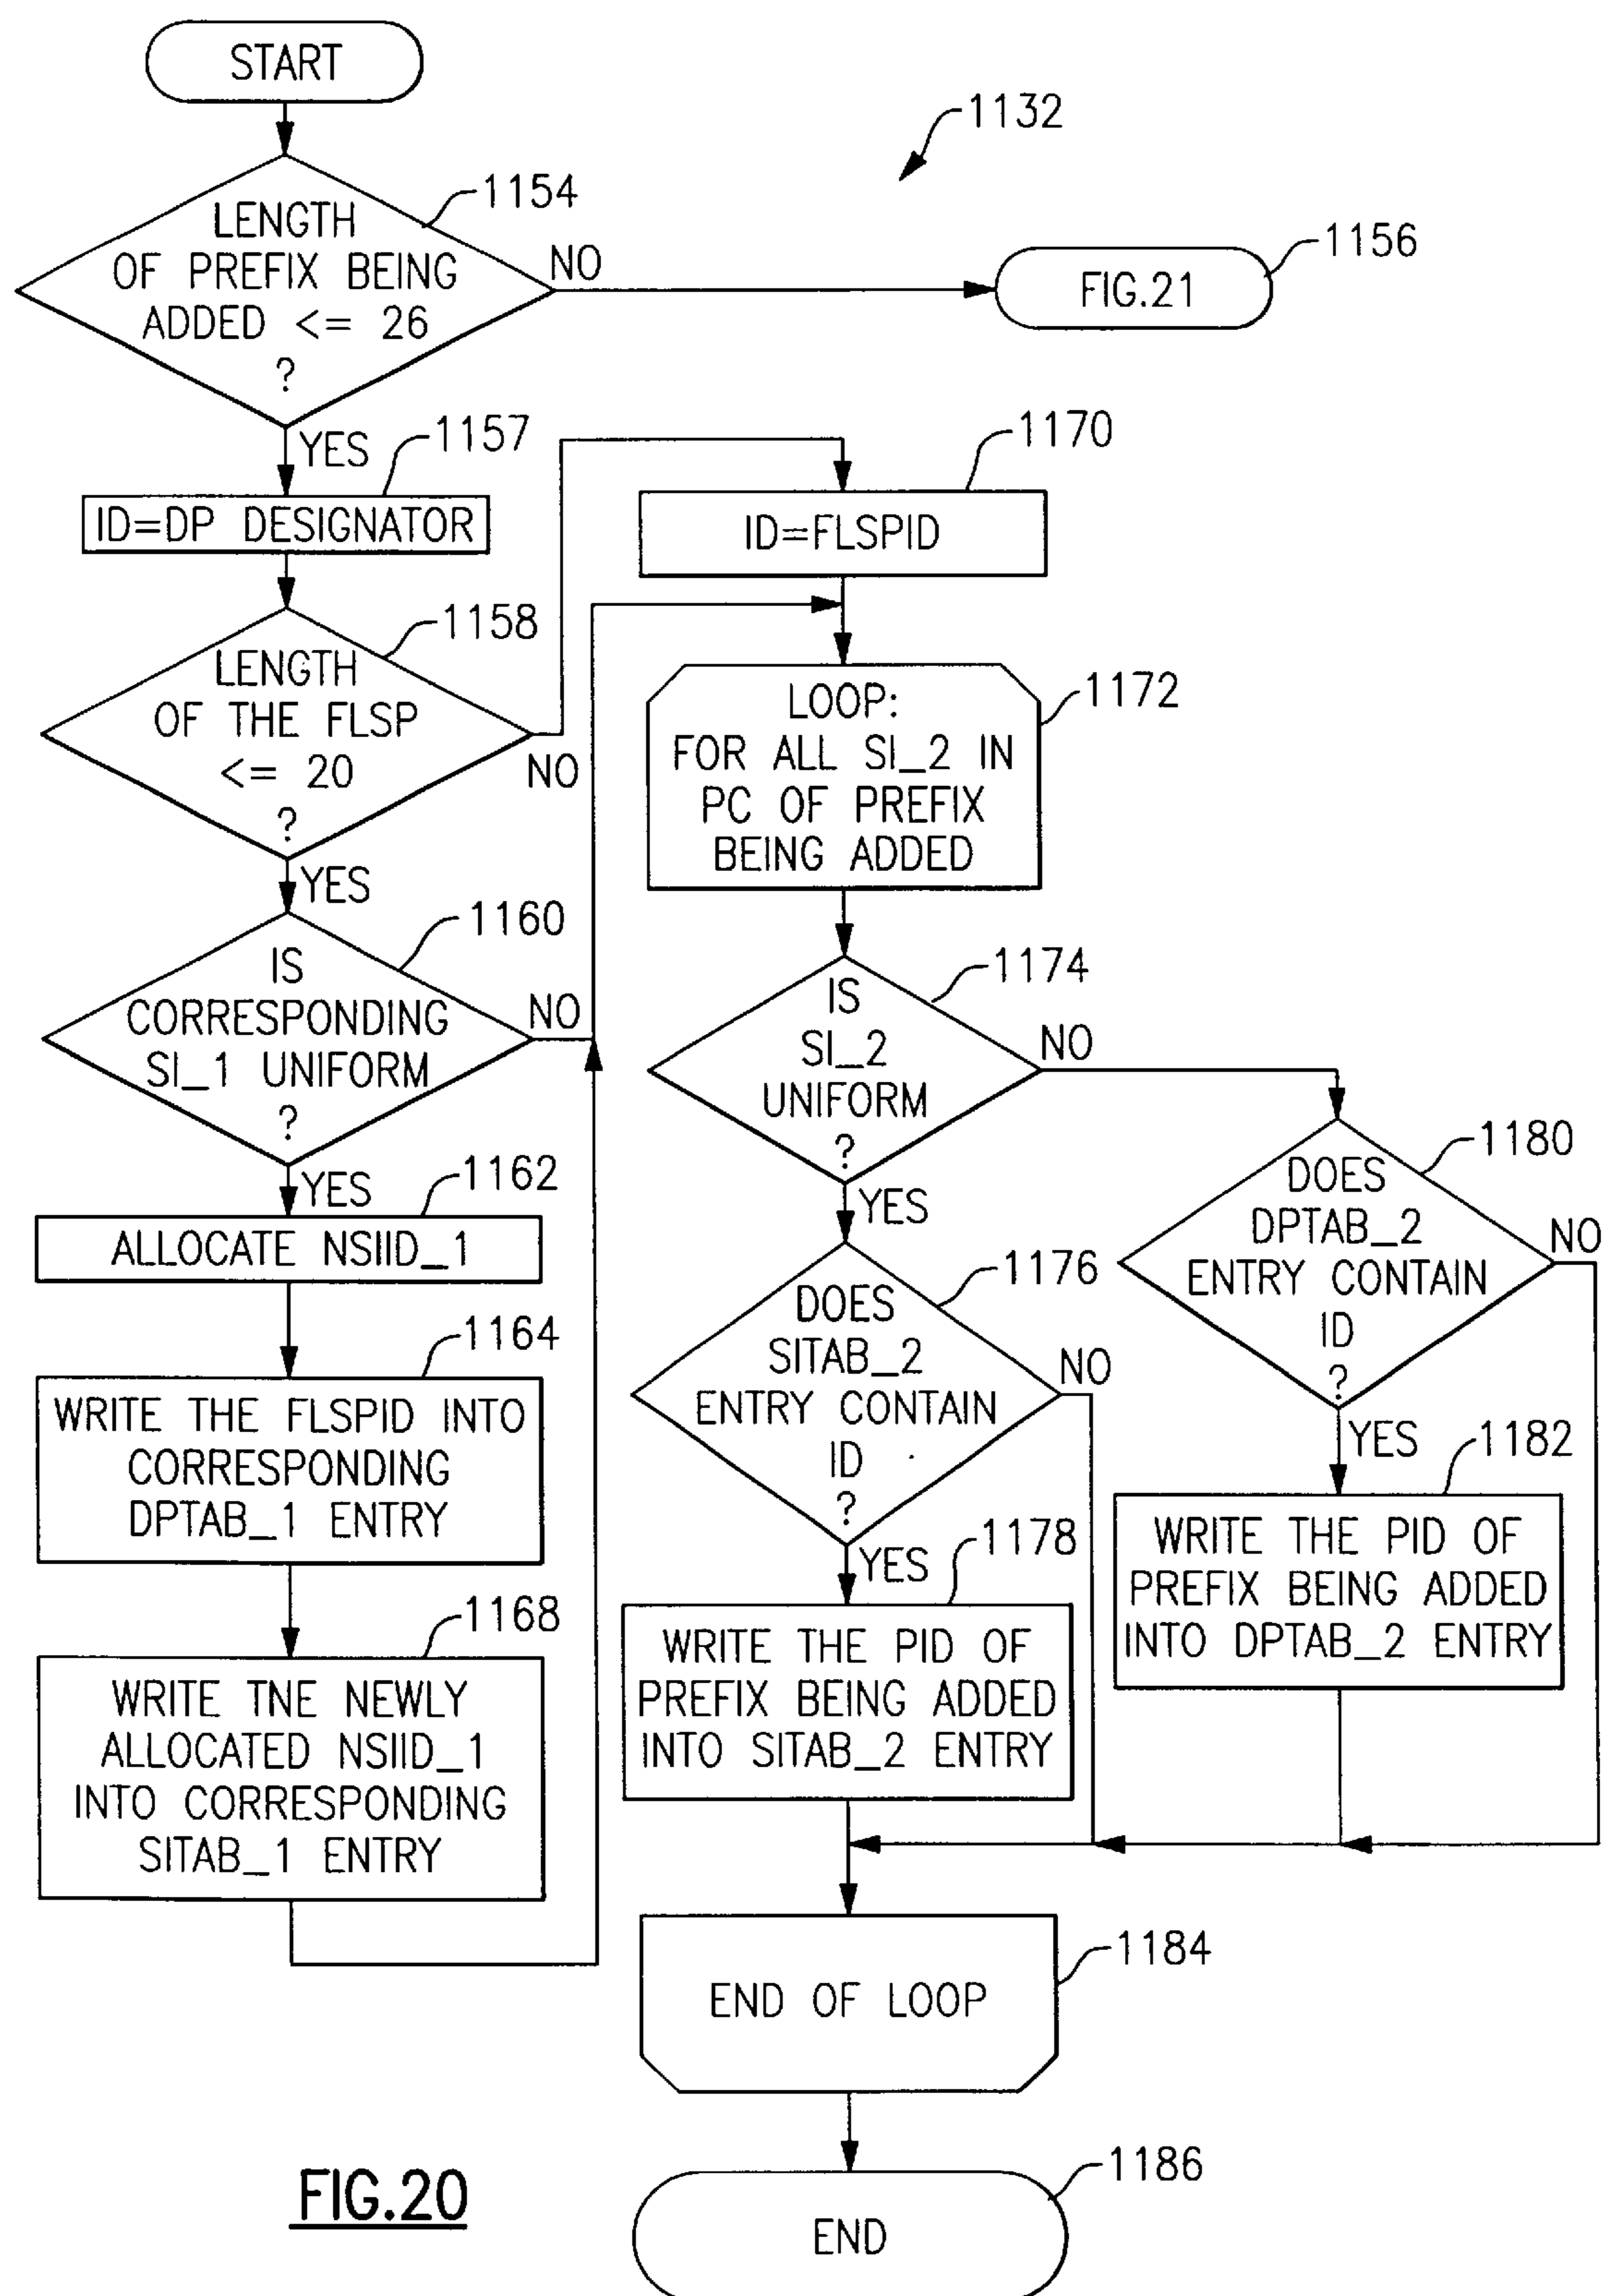 START
1132
1154
LENGTH
OF PREFIX BEING
ADDED <= 26
?
NO
FIG.21
1156
YES
1157
ID=DP DESIGNATOR
1170
ID=FLSPID
1158
LENGTH
OF THE FLSP
<= 20
?
NO
YES
1172
LOOP:
FOR ALL SI_2 IN
PC OF PREFIX
BEING ADDED
1160
IS
CORRESPONDING
SI_1 UNIFORM
?
NO
YES
1162
ALLOCATE NSIID_1
1164
WRITE THE FLSPID INTO
CORRESPONDING
DPTAB_1 ENTRY
1168
WRITE TNE NEWLY
ALLOCATED NSIID_1
INTO CORRESPONDING
SITAB_1 ENTRY
1174
IS
SI_2
UNIFORM
?
NO
YES
1176
DOES
SITAB_2
ENTRY CONTAIN
ID
?
NO
YES
1178
WRITE THE PID OF
PREFIX BEING ADDED
INTO SITAB_2 ENTRY
1180
DOES
DPTAB_2
ENTRY CONTAIN
ID
?
NO
YES
1182
WRITE THE PID OF
PREFIX BEING ADDED
INTO DPTAB_2 ENTRY
1184
END OF LOOP
1186
END
FIG.20